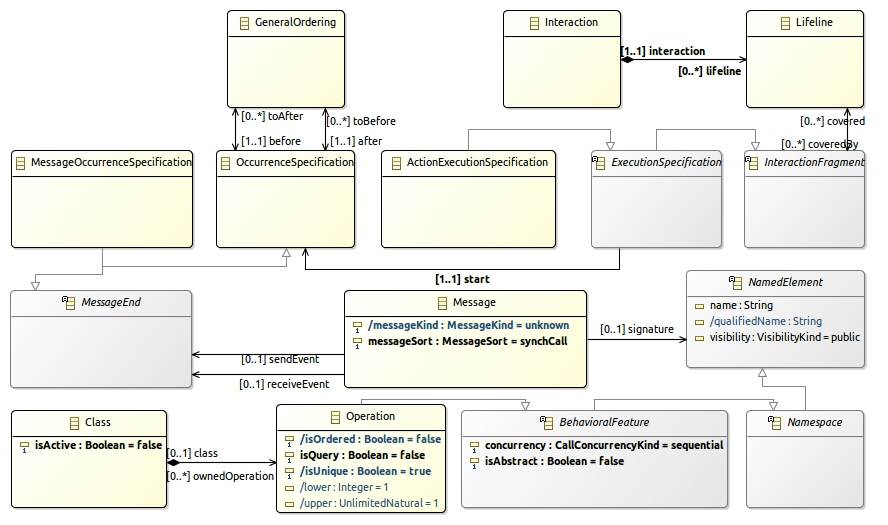 GeneralOrdering
Interaction
Lifeline
[1..1] interaction
[0..*] lifeline
[0..*] toAfter
[0..*] toBefore
[0..*] covered
[1..1] before
[1..1] after
[0..*] coveredBy
MessageOccurrenceSpecification
OccurrenceSpecification
ActionExecutionSpecification
ExecutionSpecification
InteractionFragment
[1..1] start
MessageEnd
Message
/messageKind : MessageKind = unknown
messageSort : MessageSort = synchCall
[0..1] signature
NamedElement
name : String
/qualifiedName : String
visibility : VisibilityKind = public
[0..1] sendEvent
[0..1] receiveEvent
Class
isActive : Boolean = false
[0..1] class
[0..*] ownedOperation
Operation
/isOrdered : Boolean = false
isQuery : Boolean = false
/isUnique : Boolean = true
/lower : Integer = 1
/upper : UnlimitedNatural = 1
BehavioralFeature
concurrency : CallConcurrencyKind = sequential
isAbstract : Boolean = false
Namespace